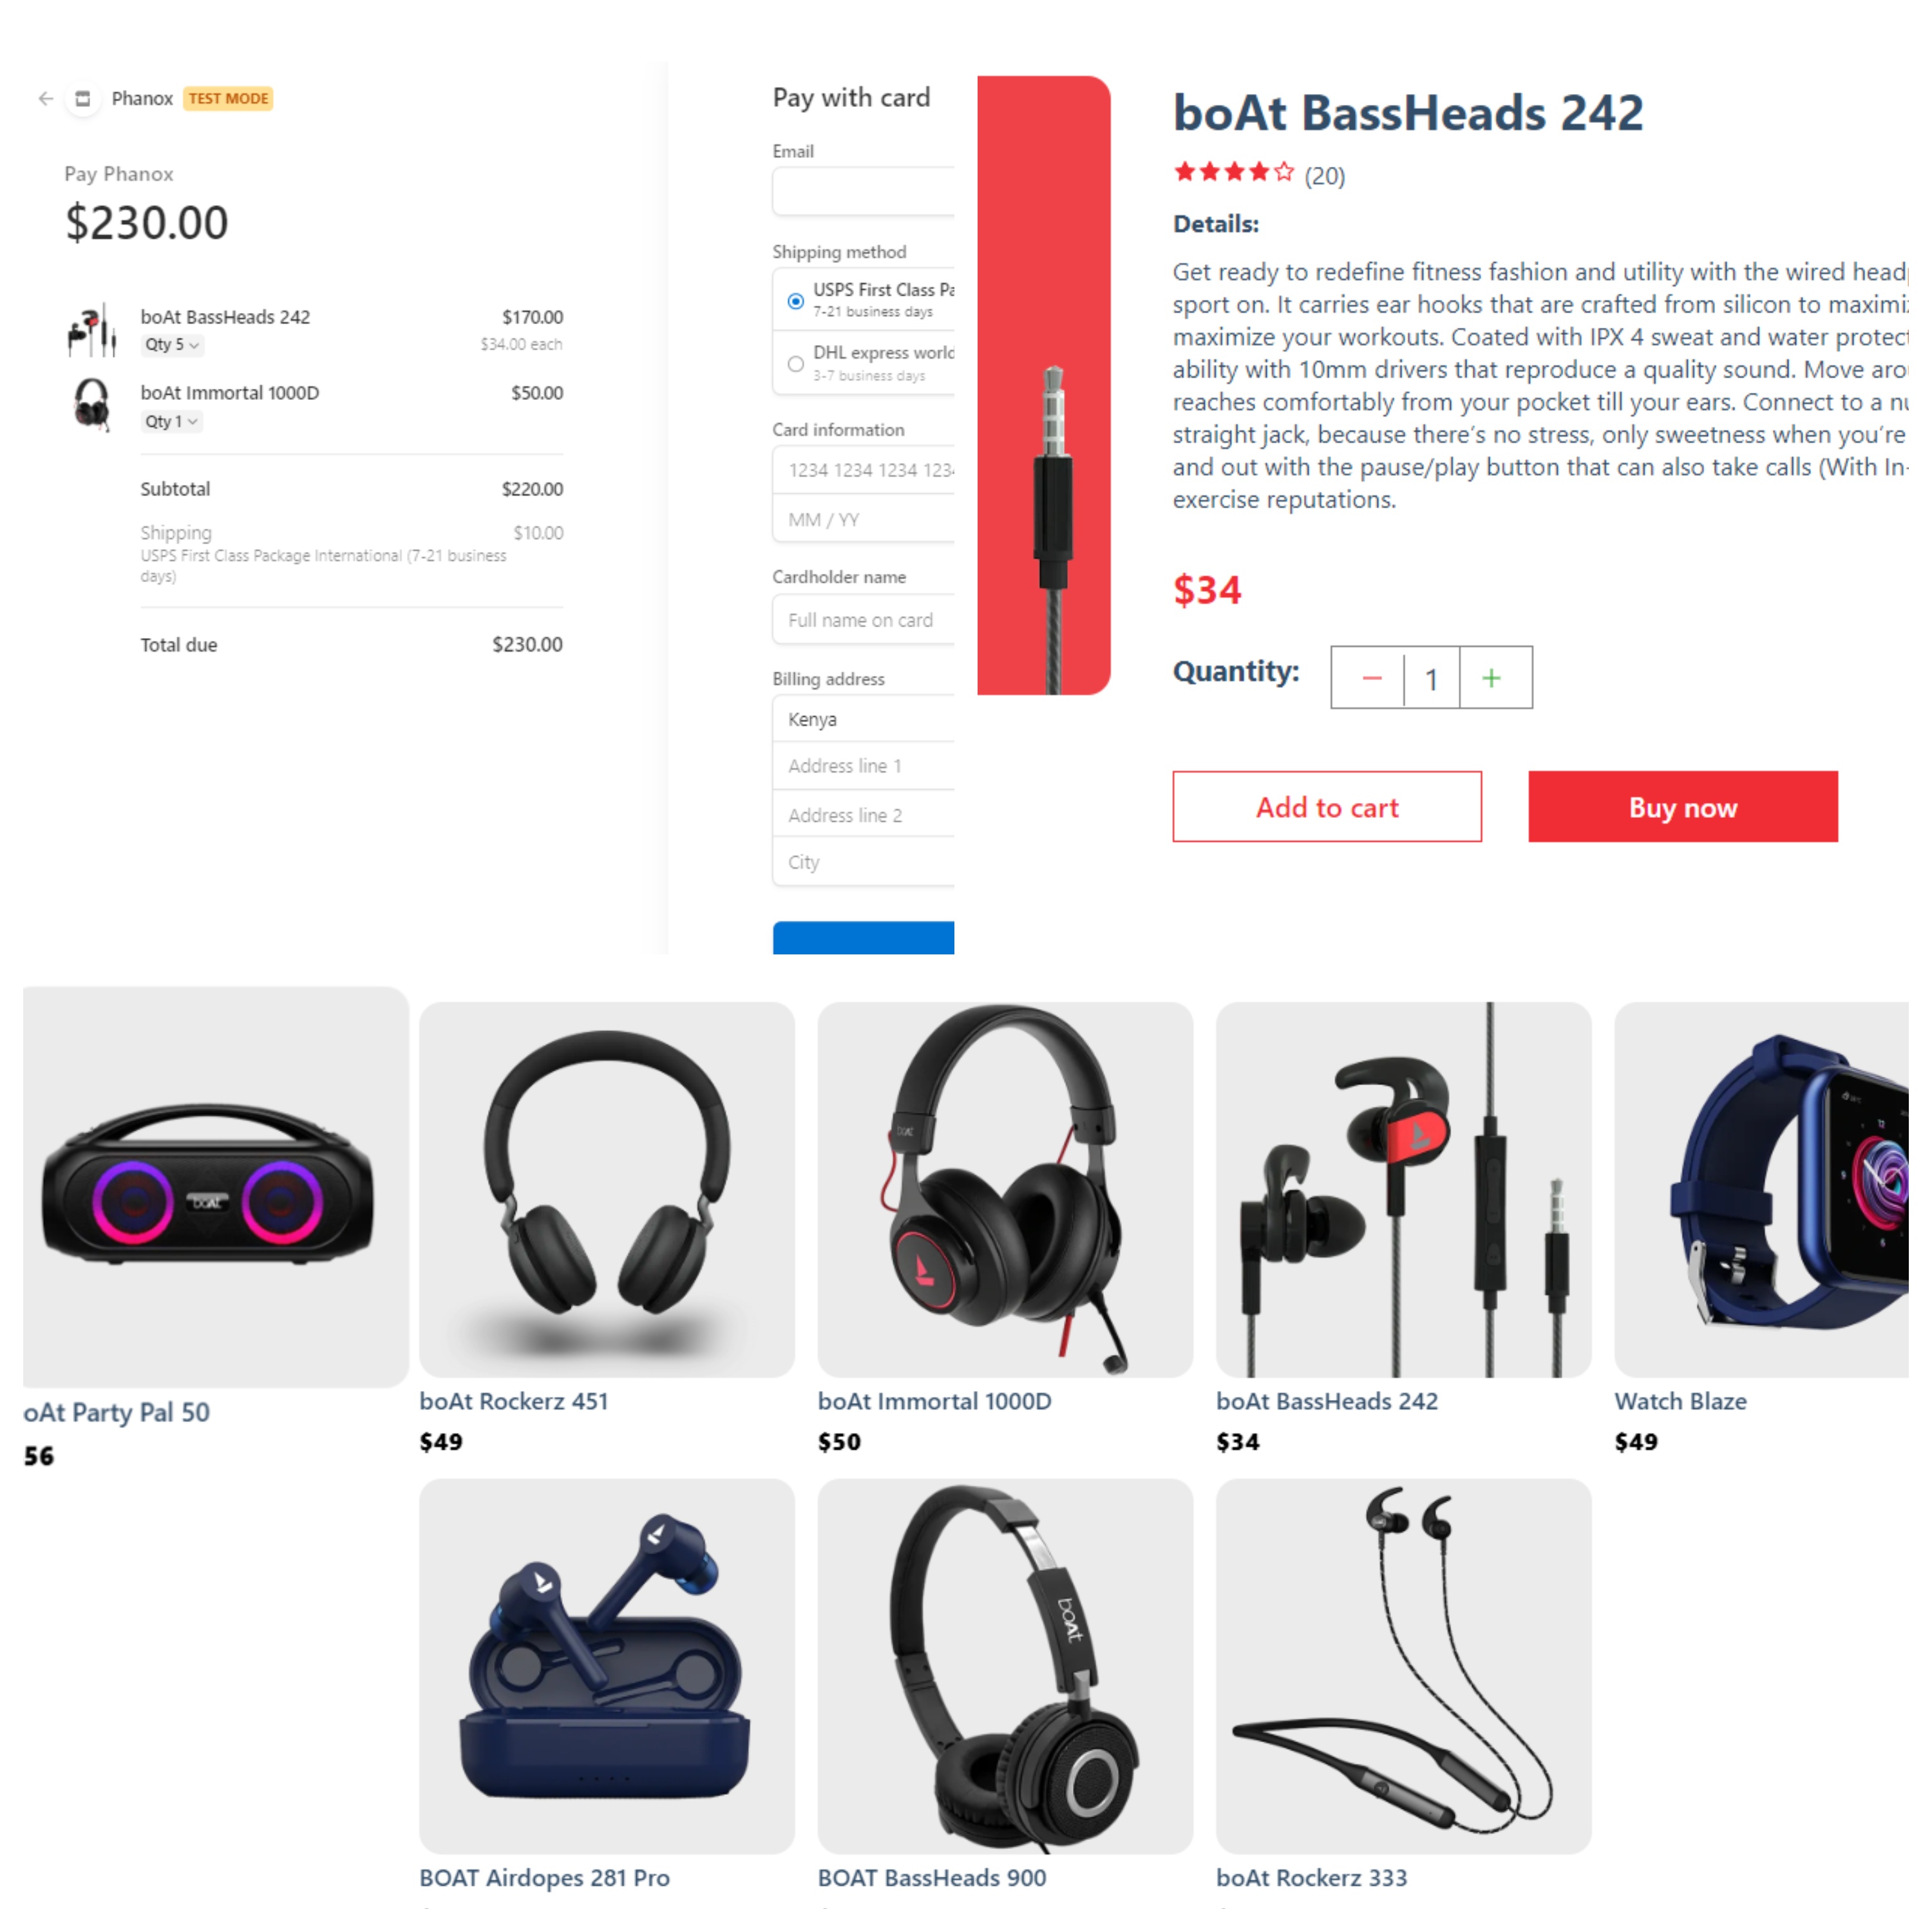 Phanox TEST MODE
Pay Phanox
$230.00
boAt BassHeads 242 $170.00
Qty 5 $34.00 each
boAt Immortal 1000D $50.00
Qty 1
Subtotal $220.00
Shipping $10.00
USPS First Class Package International (7-21 business
days)
Total due $230.00
Pay with card
Email
Shipping method
USPS First Class Pa
7-21 business days
DHL express world
3-7 business days
Card information
1234 1234 1234 1234
MM / YY
Cardholder name
Full name on card
Billing address
Kenya
Address line 1
Address line 2
City
boAt BassHeads 242
(20)
Details:
Get ready to redefine fitness fashion and utility with the wired head
sport on. It carries ear hooks that are crafted from silicon to maximiz
maximize your workouts. Coated with IPX 4 sweat and water protect
ability with 10mm drivers that reproduce a quality sound. Move arou
reaches comfortably from your pocket till your ears. Connect to a nu
straight jack, because there’s no stress, only sweetness when you’re
and out with the pause/play button that can also take calls (With In-
exercise reputations.
$34
Quantity: − 1 +
Add to cart Buy now
boAt
boAt
oAt Party Pal 50
56
boAt Rockerz 451
$49
boAt Immortal 1000D
$50
boAt BassHeads 242
$34
Watch Blaze
$49
boAt
BOAT Airdopes 281 Pro
BOAT BassHeads 900
boAt Rockerz 333